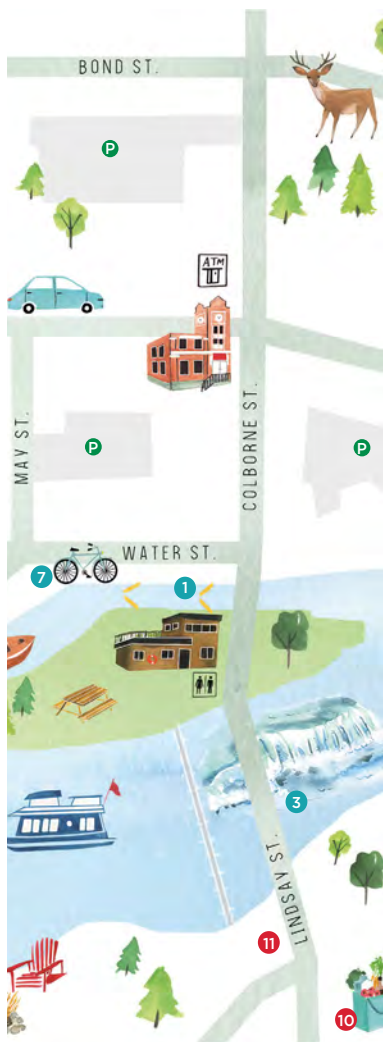 BOND ST.
P
ATM
MAY ST.
COLBORNE ST.
P
P
WATER ST.
7
1
3
LINDSAY ST.
11
10